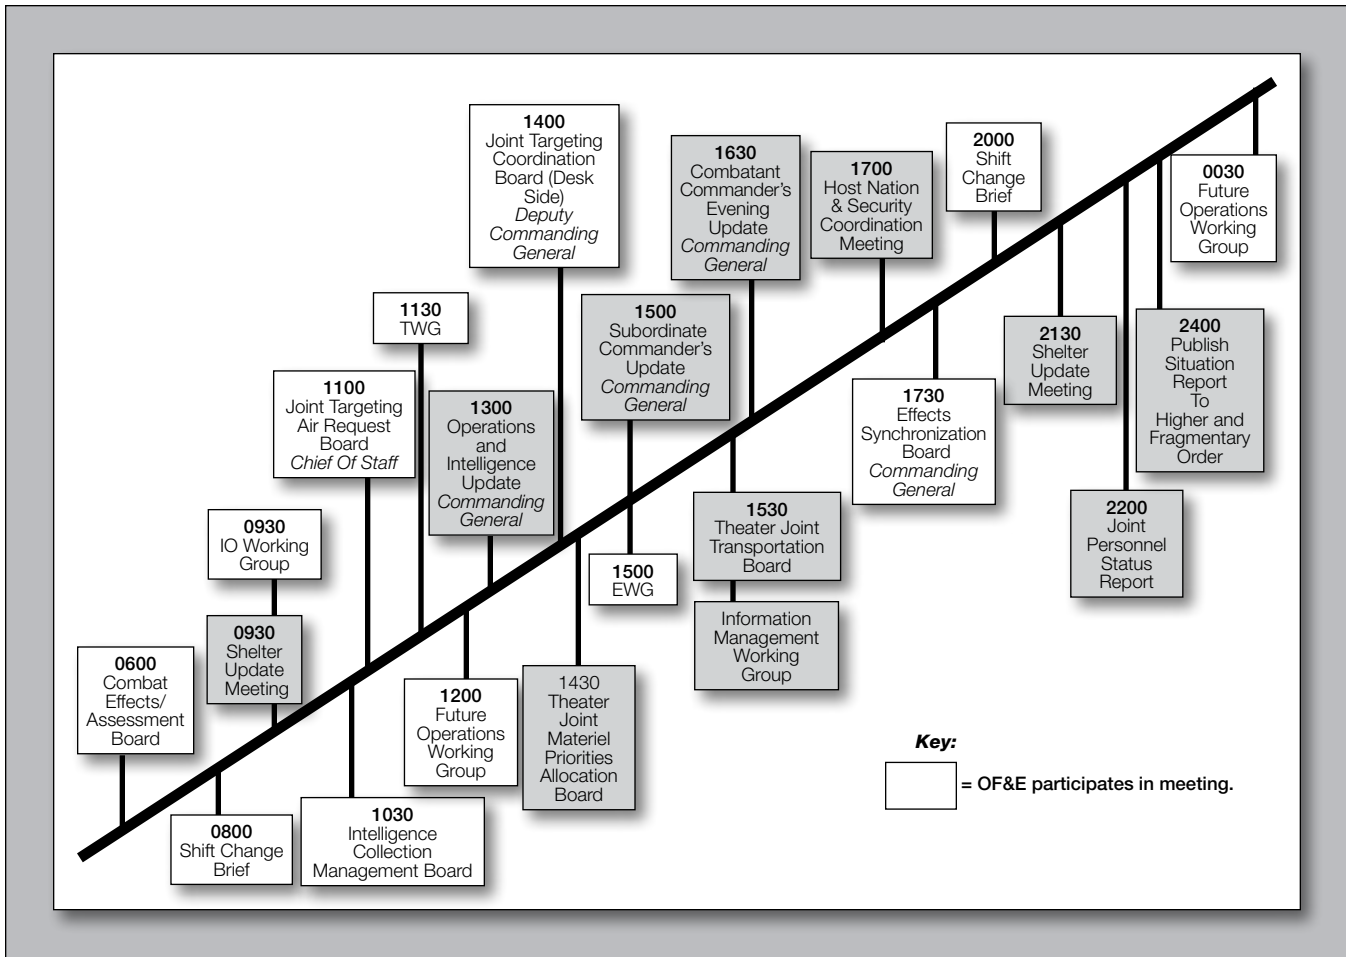 0600
Combat
Effects/
Assessment
Board
0800
Shift Change
Brief
0930
IO Working
Group
0930
Shelter
Update
Meeting
1030
Intelligence
Collection
Management Board
1100
Joint Targeting
Air Request
Board
Chief Of Staff
1130
TWG
1200
Future
Operations
Working
Group
1300
Operations
and
Intelligence
Update
Commanding
General
1400
Joint Targeting
Coordination
Board (Desk
Side)
Deputy
Commanding
General
1430
Theater
Joint
Materiel
Priorities
Allocation
Board
1500
Subordinate
Commander's
Update
Commanding
General
1500
EWG
1530
Theater Joint
Transportation
Board
Information
Management
Working
Group
1630
Combatant
Commander's
Evening
Update
Commanding
General
1700
Host Nation
& Security
Coordination
Meeting
1730
Effects
Synchronization
Board
Commanding
General
2000
Shift
Change
Brief
2130
Shelter
Update
Meeting
2200
Joint
Personnel
Status
Report
2400
Publish
Situation
Report
To
Higher and
Fragmentary
Order
0030
Future
Operations
Working
Group
Key:
= OF&E participates in meeting.